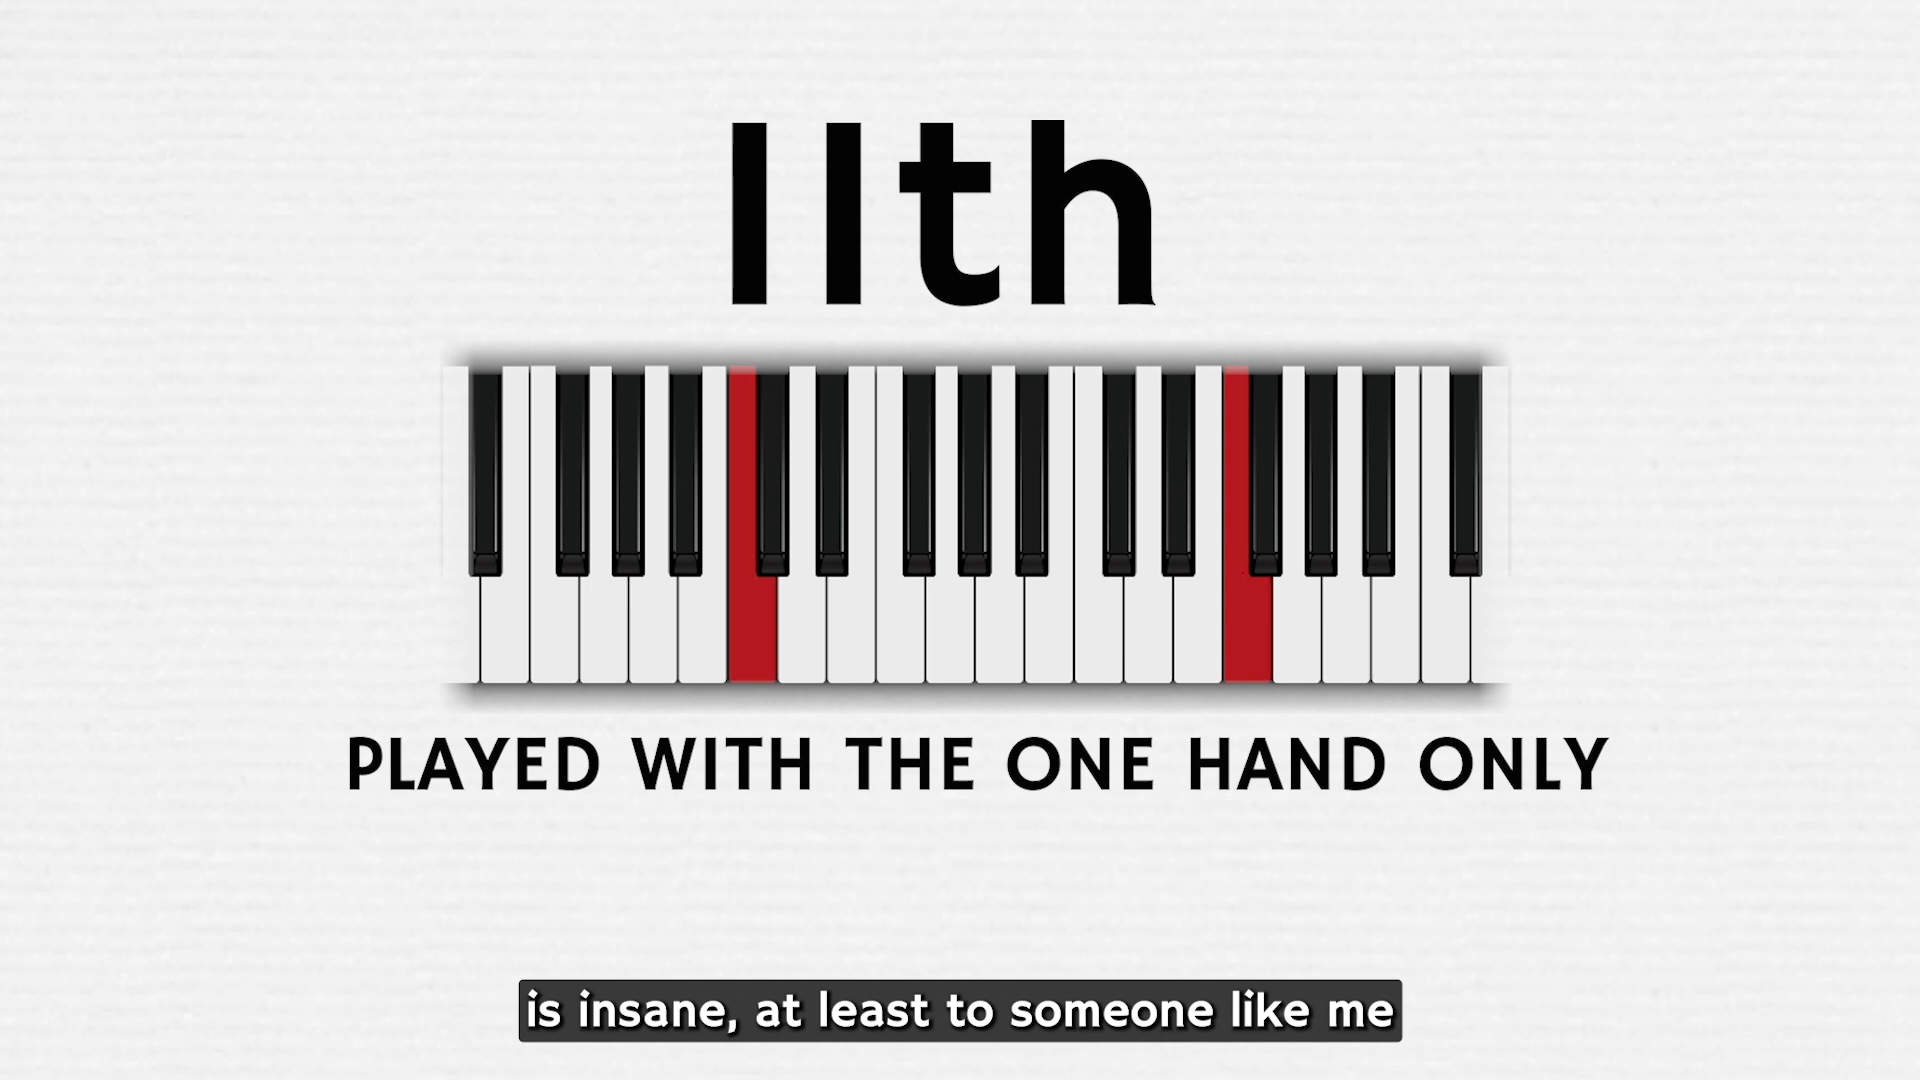 11th
PLAYED WITH THE ONE HAND ONLY
is insane, at least to someone like me